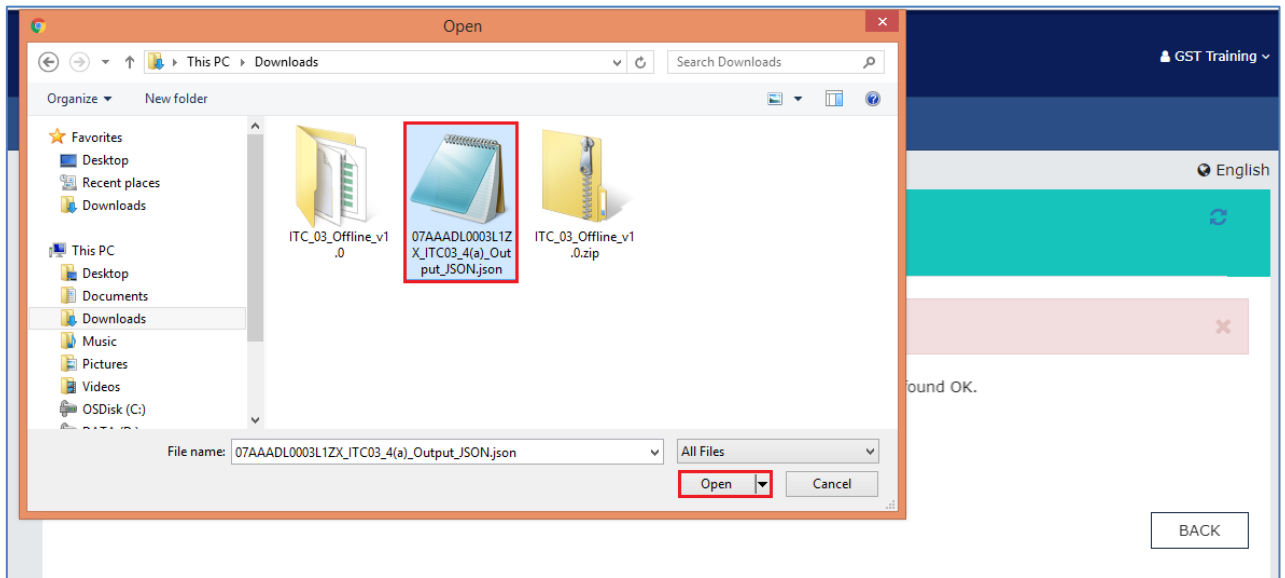 Open
GST Training
This PC Downloads
Search Downloads
Organize New folder
English
Favorites
Desktop
Recent places
Downloads
This PC
Desktop
Documents
Downloads
Music
Pictures
Videos
OSDisk (C:)
ITC_03_Offline_v1
.0
07AAADL0003L1Z
X_ITC03_4(a)_Out
put_JSON.json
ITC_03_Offline_v1
.0.zip
found OK.
File name: 07AAADL0003L1ZX_ITC03_4(a)_Output_JSON.json
All Files
Open
Cancel
BACK